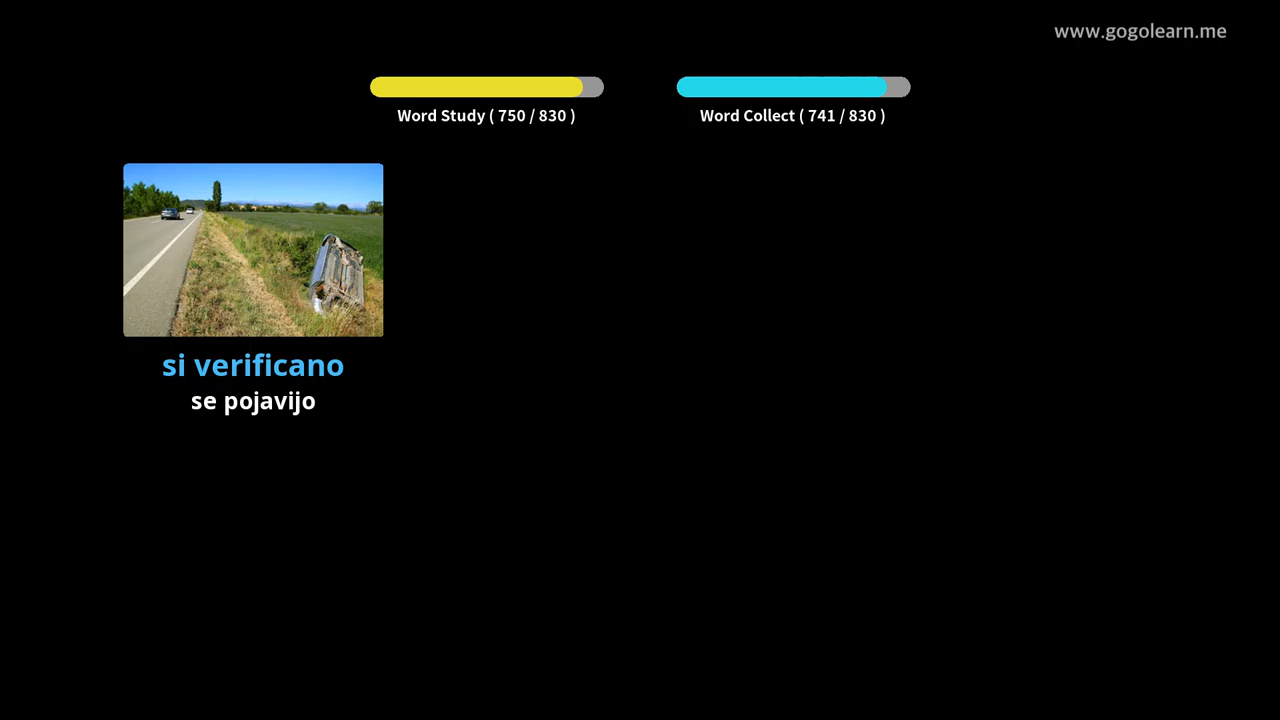 www.gogolearn.me
Word Study ( 750 / 830 )
Word Collect ( 741 / 830 )
si verificano
se pojavijo